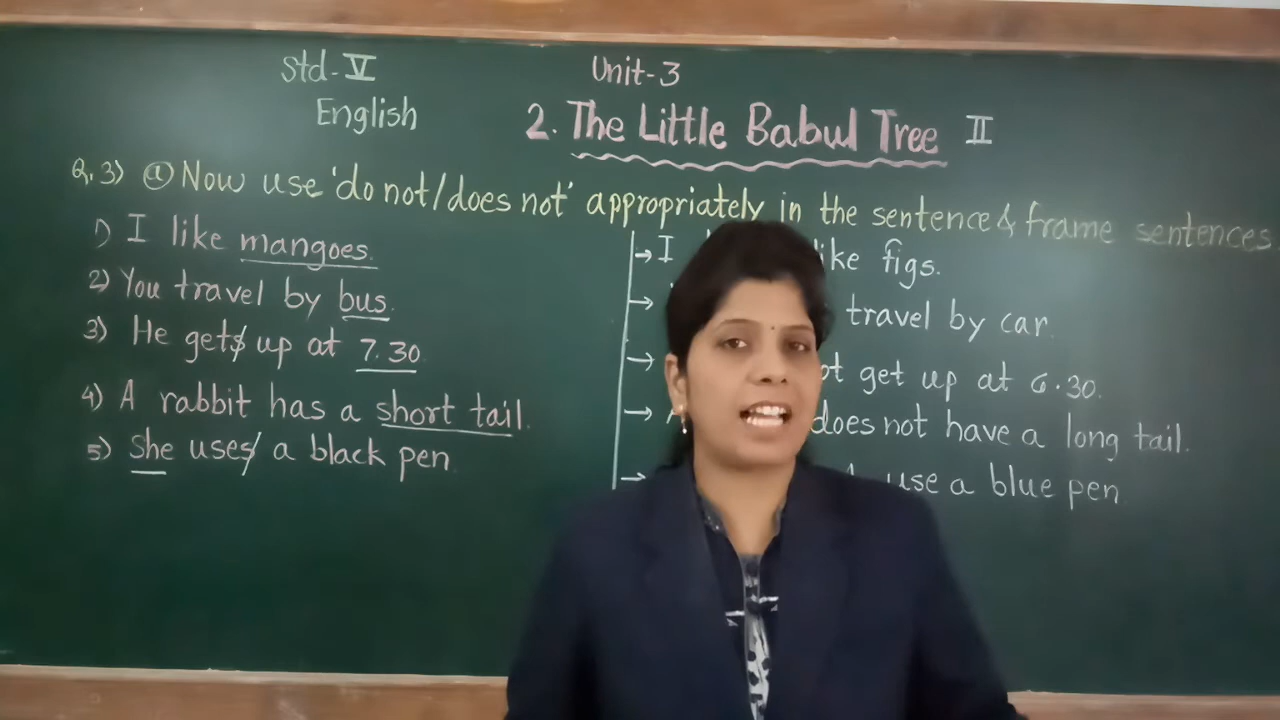 Std-V
Unit-3
English
2. The Little Babul Tree II
Q.3) a Now use 'do not/does not' appropriately in the sentence & frame sentences
1) I like mangoes.
2) You travel by bus.
3) He gets up at 7.30
4) A rabbit has a short tail.
5) She uses a black pen
→ I like figs.
→ travel by car.
→ get up at 6.30.
→ does not have a long tail.
→ use a blue pen